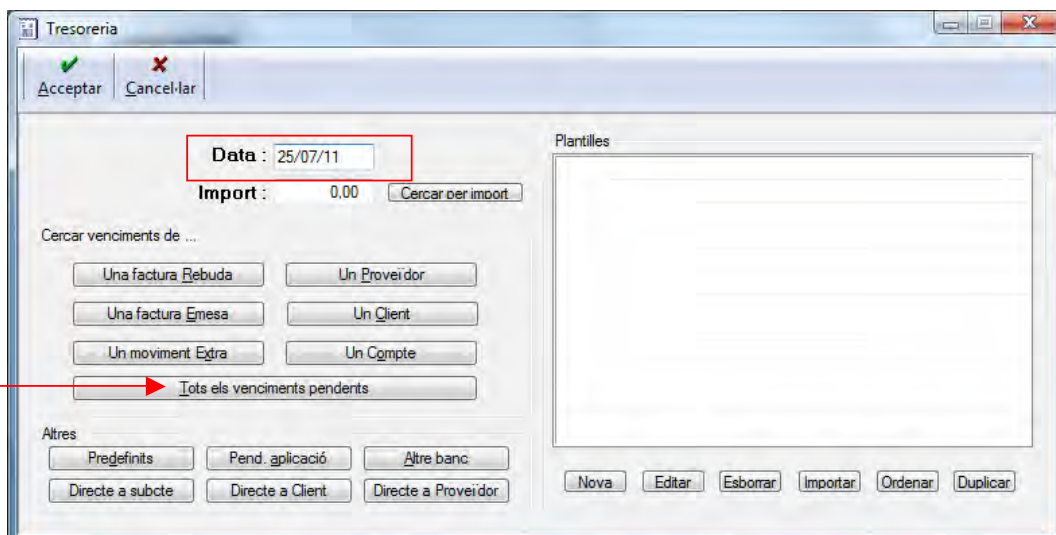 Tresoreria
Acceptar Cancel·lar
Data : 25/07/11
Import : 0,00 Cercar per import
Cercar venciments de ...
Una factura Rebuda Un Proveïdor
Una factura Emesa Un Client
Un moviment Extra Un Compte
Tots els venciments pendents
Altres
Predefinits Pend. aplicació Altre banc
Directe a subcte Directe a Client Directe a Proveïdor
Plantilles
Nova Editar Esborrar Importar Ordenar Duplicar